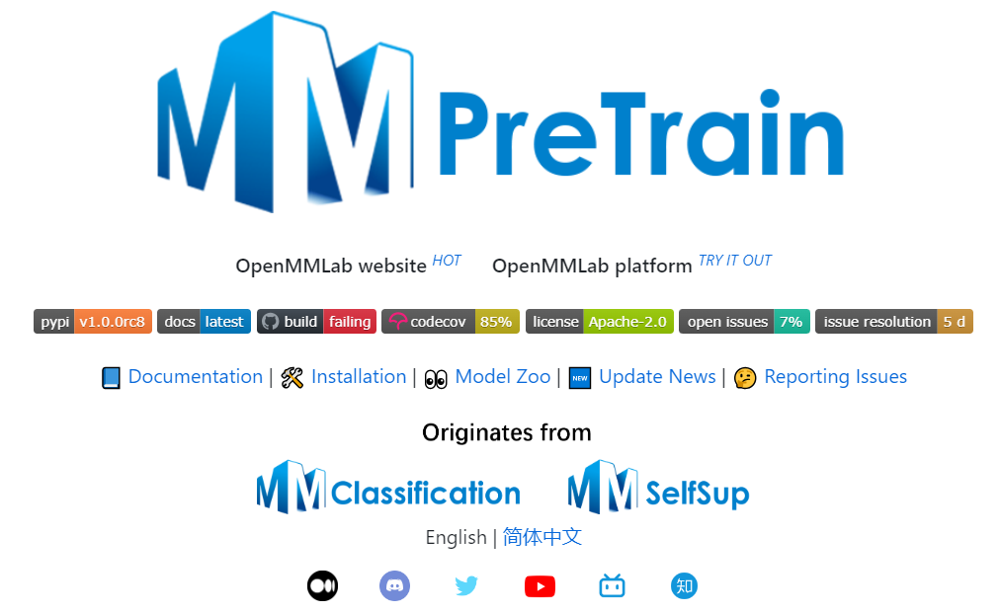 MMPreTrain
OpenMMLab website HOT OpenMMLab platform TRY IT OUT
pypi v1.0.0rc8 docs latest build failing codecov 85% license Apache-2.0 open issues 7% issue resolution 5 d
Documentation | Installation | Model Zoo | NEW Update News | Reporting Issues
Originates from
MMClassification MMSelfSup
English | 简体中文
知